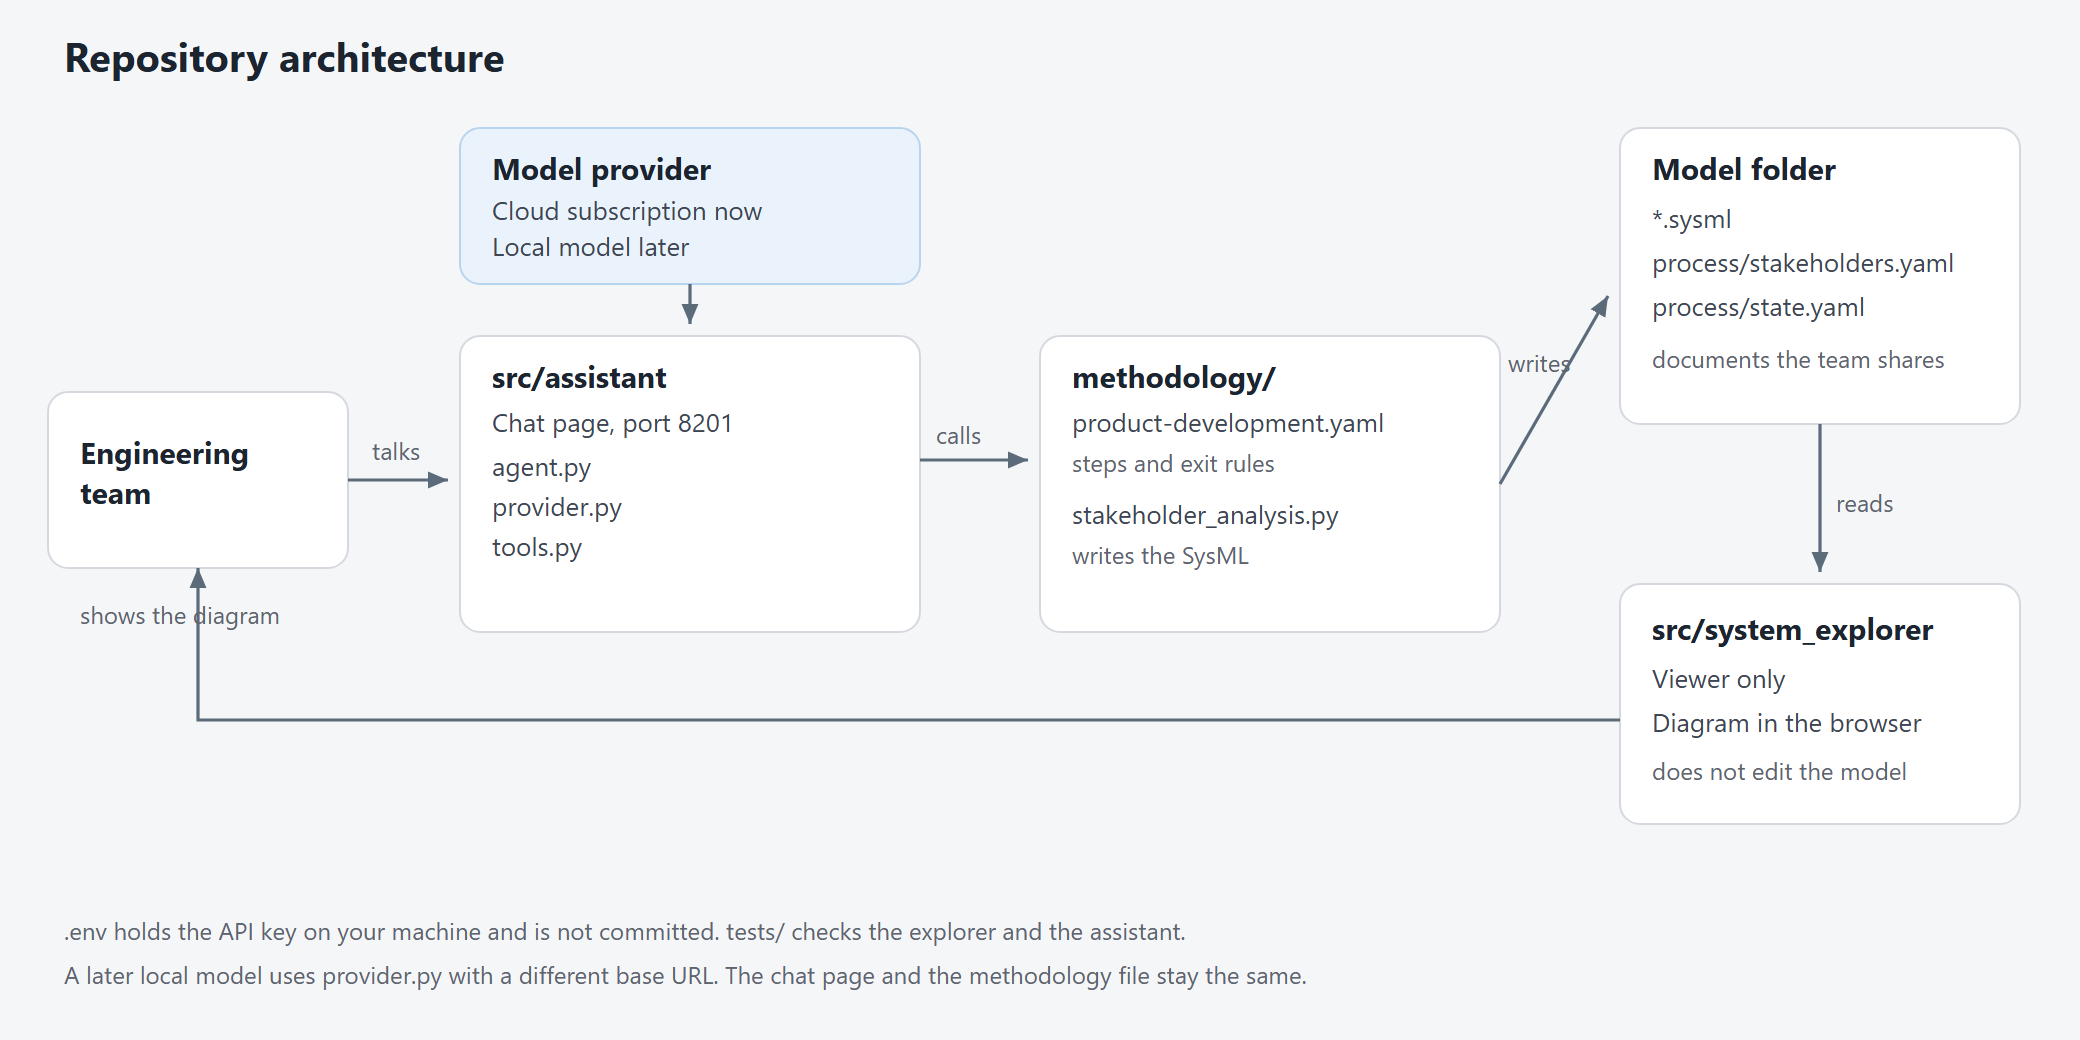 Repository architecture
Model provider
Cloud subscription now
Local model later
Model folder
*.sysml
process/stakeholders.yaml
process/state.yaml
documents the team shares
Engineering
team
talks
src/assistant
Chat page, port 8201
agent.py
provider.py
tools.py
calls
methodology/
product-development.yaml
steps and exit rules
stakeholder_analysis.py
writes the SysML
writes
reads
shows the diagram
src/system_explorer
Viewer only
Diagram in the browser
does not edit the model
.env holds the API key on your machine and is not committed. tests/ checks the explorer and the assistant.
A later local model uses provider.py with a different base URL. The chat page and the methodology file stay the same.